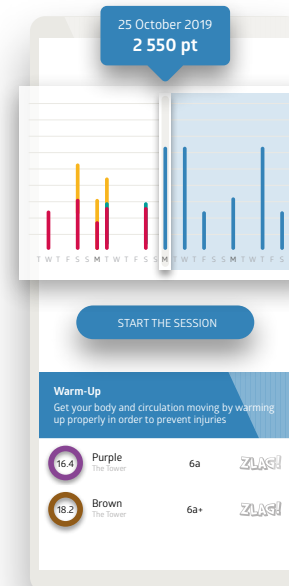 25 October 2019
2 550 pt
T W T F S S M T W T F S S M T W T F S S M T W T F S
START THE SESSION
Warm-Up
Get your body and circulation moving by warming
up properly in order to prevent injuries
16.4 Purple 6a ZLAG!
The Tower
18.2 Brown 6a+ ZLAG!
The Tower